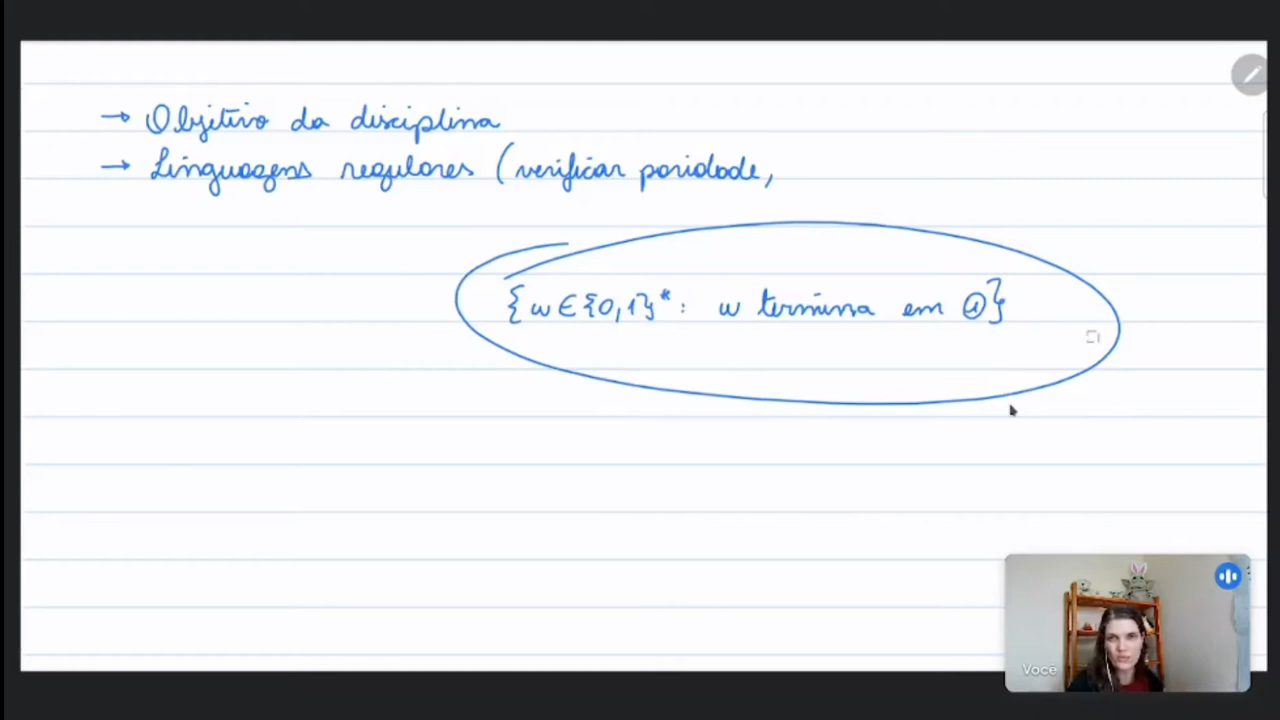 → Objetivo da disciplina
→ Linguagens regulares (verificar paridade,
{w ∈ {0,1}*: w termina em 1}
Você